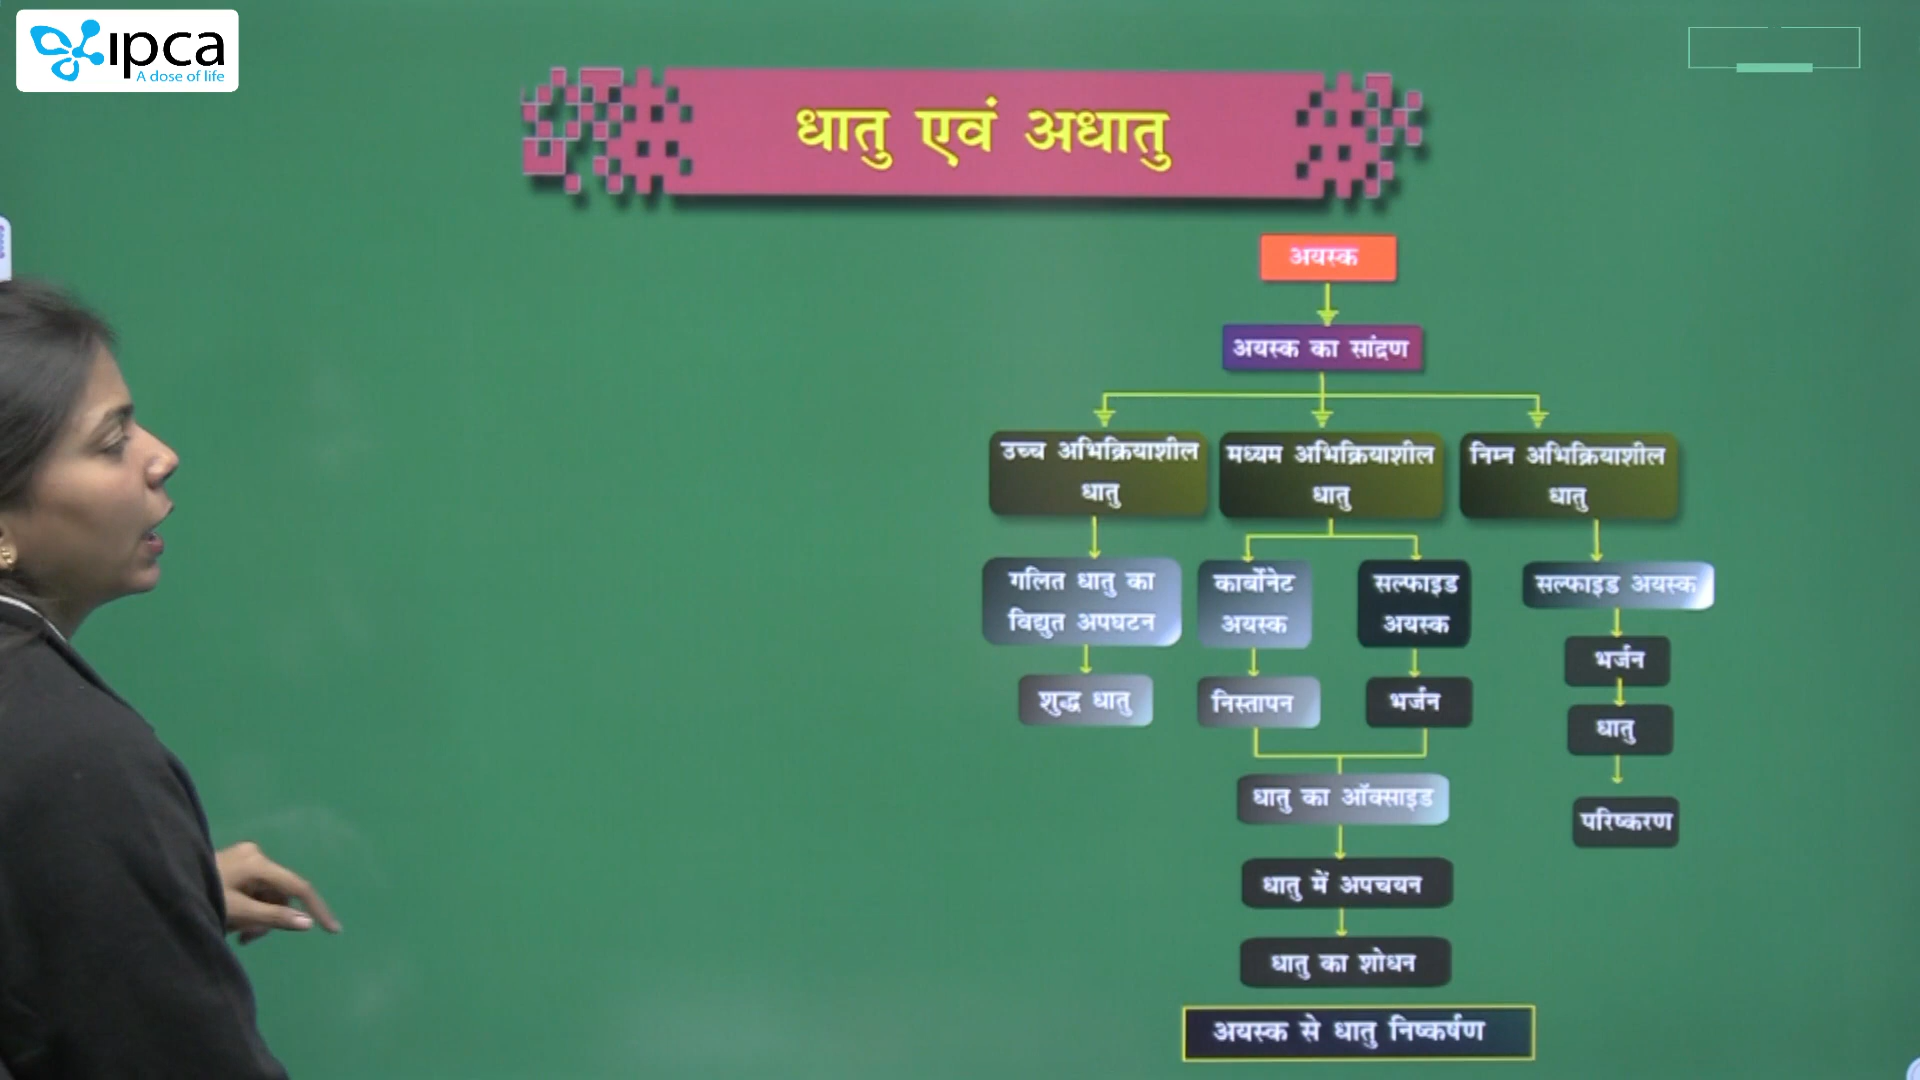 ipca
A dose of life
धातु एवं अधातु
अयस्क
अयस्क का सांद्रण
उच्च अभिक्रियाशील
धातु
मध्यम अभिक्रियाशील
धातु
निम्न अभिक्रियाशील
धातु
गलित धातु का
विद्युत अपघटन
कार्बोनेट
अयस्क
सल्फाइड
अयस्क
सल्फाइड अयस्क
शुद्ध धातु
निस्तापन
भर्जन
भर्जन
धातु
परिष्करण
धातु का ऑक्साइड
धातु में अपचयन
धातु का शोधन
अयस्क से धातु निष्कर्षण